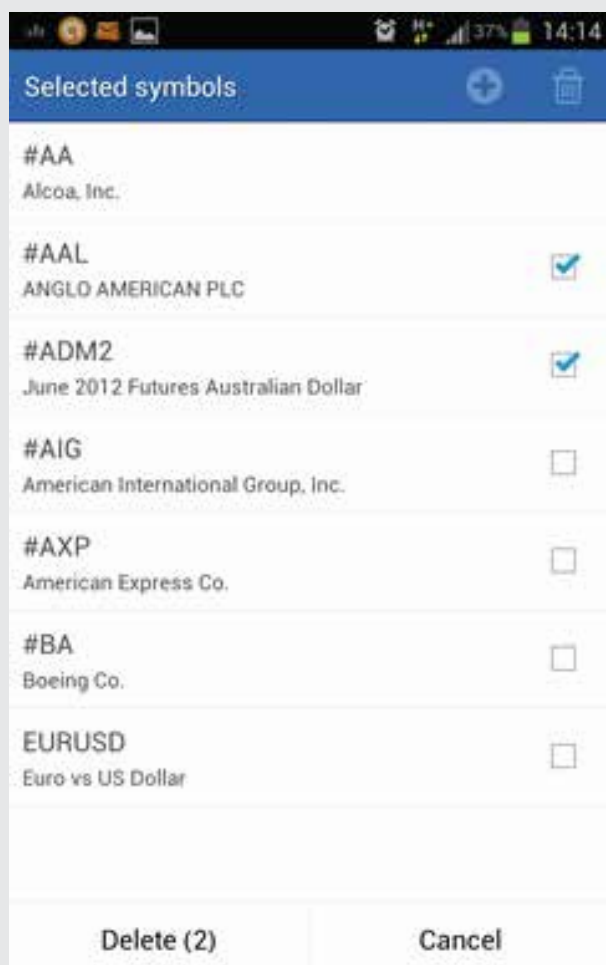 37% 14:14
Selected symbols
#AA
Alcoa, Inc.
#AAL
ANGLO AMERICAN PLC
#ADM2
June 2012 Futures Australian Dollar
#AIG
American International Group, Inc.
#AXP
American Express Co.
#BA
Boeing Co.
EURUSD
Euro vs US Dollar
Delete (2) Cancel